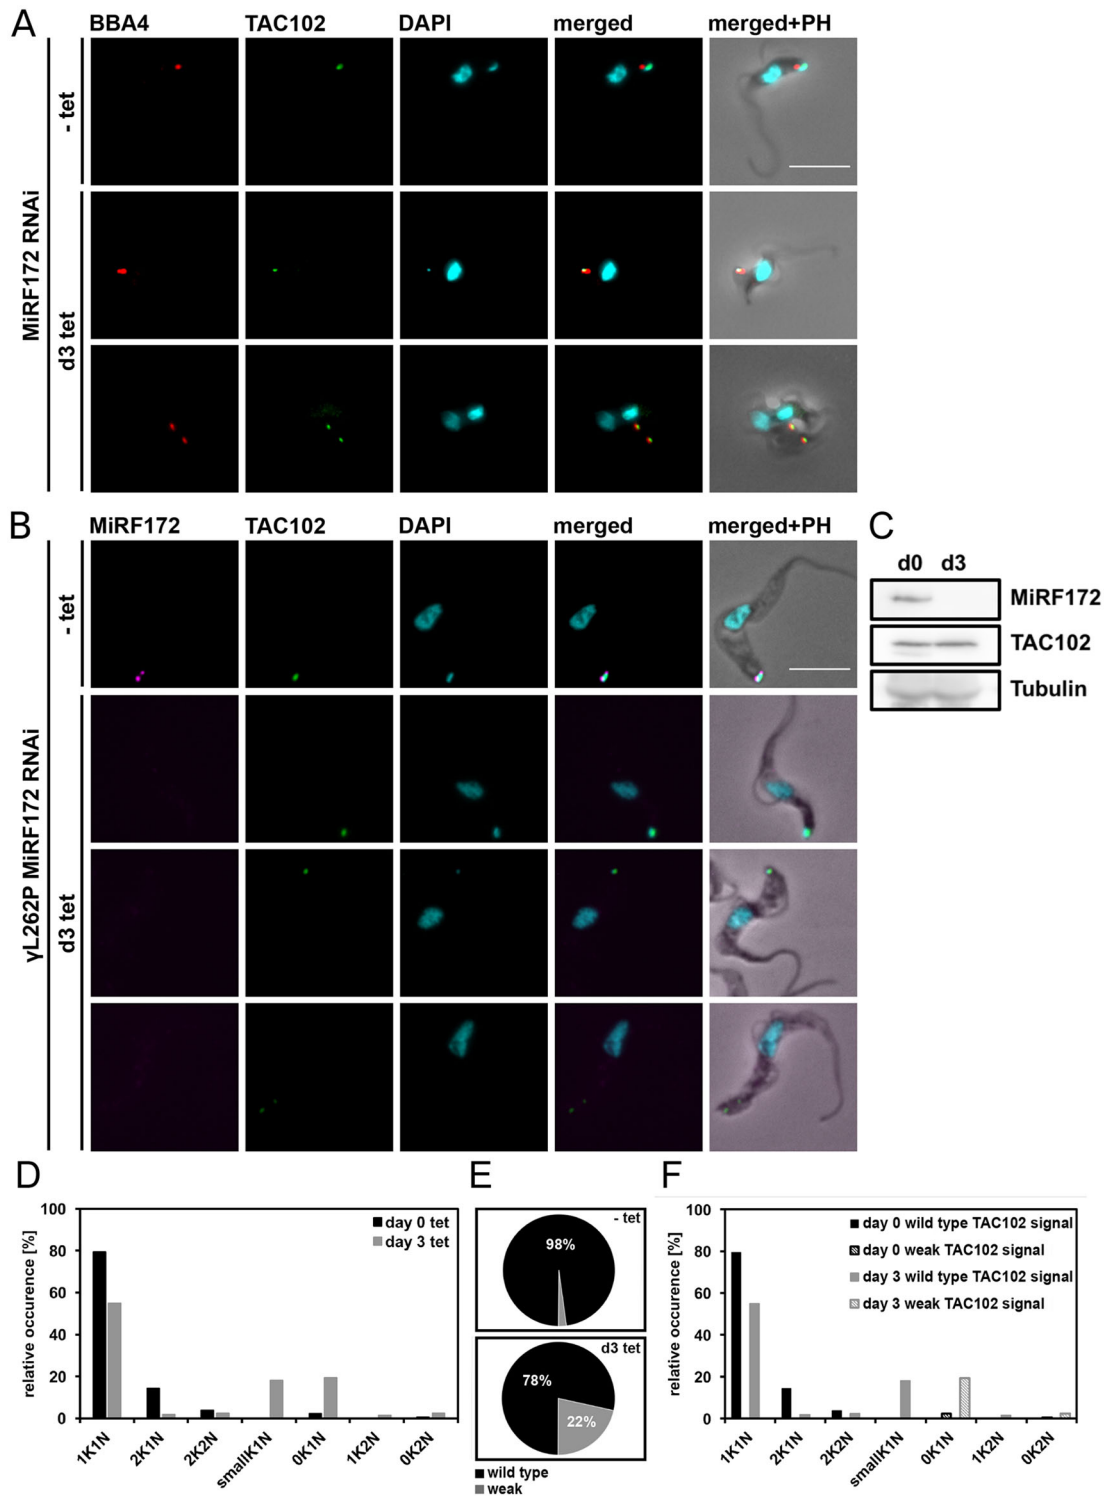 A
BBA4 TAC102 DAPI merged merged+PH
MiRF172 RNAi
- tet
d3 tet
B
MiRF172 TAC102 DAPI merged merged+PH
γL262P MiRF172 RNAi
- tet
d3 tet
C
d0 d3
MiRF172
TAC102
Tubulin
D
relative occurence [%]
100
80
60
40
20
0
day 0 tet
day 3 tet
1K1N 2K1N 2K2N smallK1N 0K1N 1K2N 0K2N
E
- tet
98%
d3 tet
78%
22%
wild type
weak
F
relative occurence [%]
100
80
60
40
20
0
day 0 wild type TAC102 signal
day 0 weak TAC102 signal
day 3 wild type TAC102 signal
day 3 weak TAC102 signal
1K1N 2K1N 2K2N smallK1N 0K1N 1K2N 0K2N